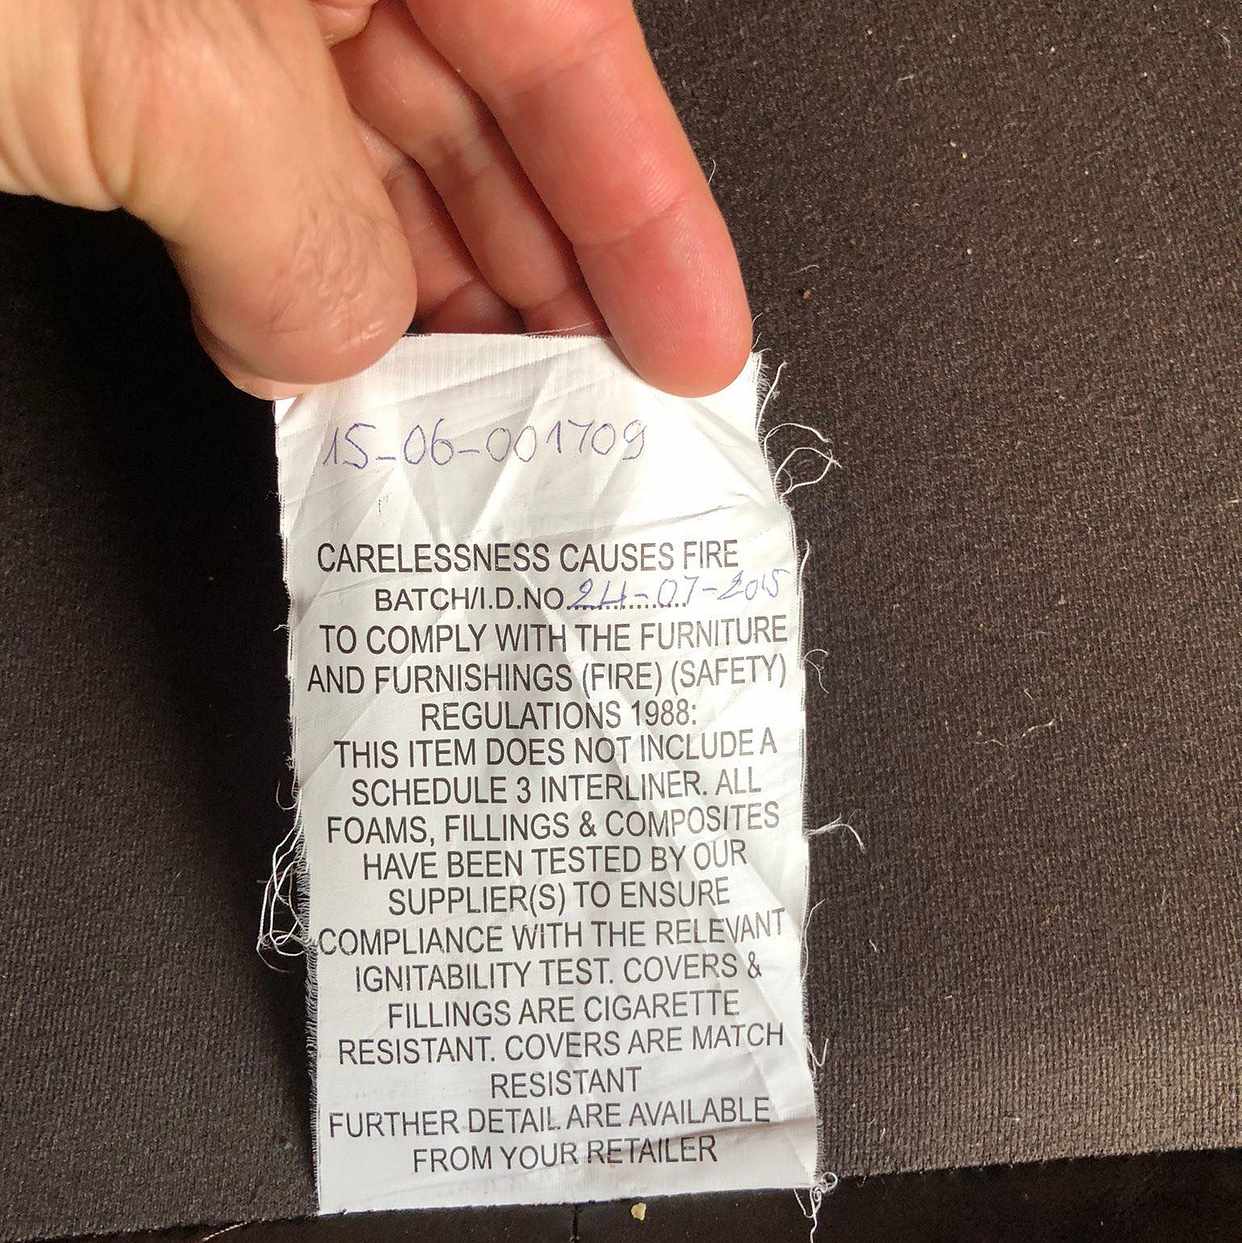 15-06-001709
CARELESSNESS CAUSES FIRE
BATCH/I.D.NO...............24-07-2015
TO COMPLY WITH THE FURNITURE
AND FURNISHINGS (FIRE) (SAFETY)
REGULATIONS 1988:
THIS ITEM DOES NOT INCLUDE A
SCHEDULE 3 INTERLINER. ALL
FOAMS, FILLINGS & COMPOSITES
HAVE BEEN TESTED BY OUR
SUPPLIER(S) TO ENSURE
COMPLIANCE WITH THE RELEVANT
IGNITABILITY TEST. COVERS &
FILLINGS ARE CIGARETTE
RESISTANT. COVERS ARE MATCH
RESISTANT
FURTHER DETAIL ARE AVAILABLE
FROM YOUR RETAILER